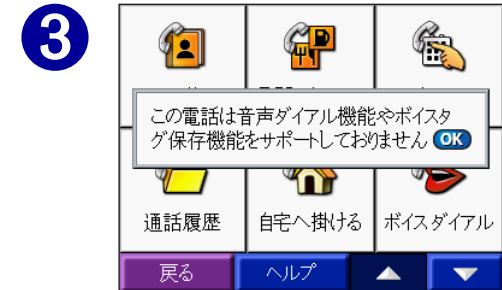 3
この電話は音声ダイアル機能やボイスタ
グ保存機能をサポートしておりません OK
通話履歴 自宅へ掛ける ボイスダイアル
戻る ヘルプ